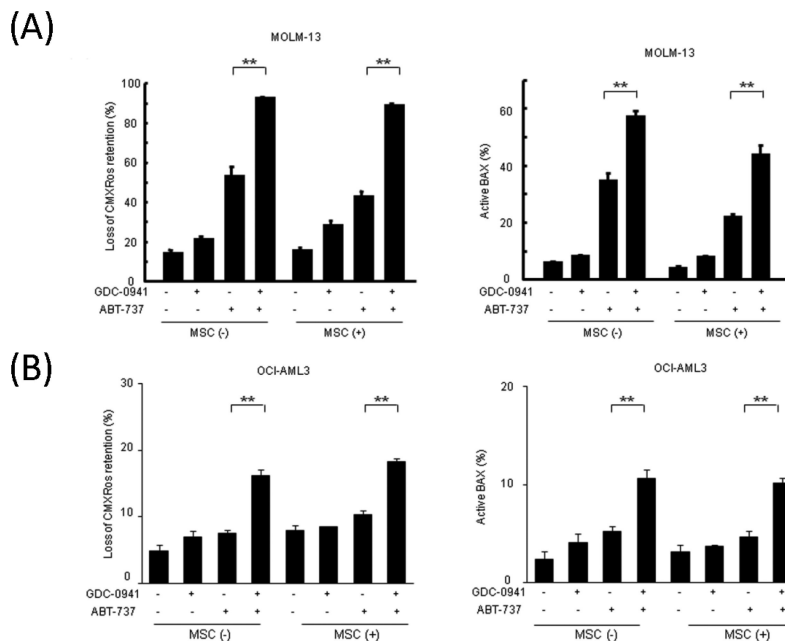 (A)
MOLM-13
**
**
Loss of CMXRos retention (%)
100
80
60
40
20
0
GDC-0941 - + - + - + - +
ABT-737 - - + + - - + +
MSC (-) MSC (+)
MOLM-13
**
**
Active BAX (%)
60
40
20
0
GDC-0941 - + - + - + - +
ABT-737 - - + + - - + +
MSC (-) MSC (+)
(B)
OCI-AML3
**
**
Loss of CMXRos retention (%)
30
20
10
0
GDC-0941 - + - + - + - +
ABT-737 - - + + - - + +
MSC (-) MSC (+)
OCI-AML3
**
**
Active BAX (%)
20
10
0
GDC-0941 - + - + - + - +
ABT-737 - - + + - - + +
MSC (-) MSC (+)